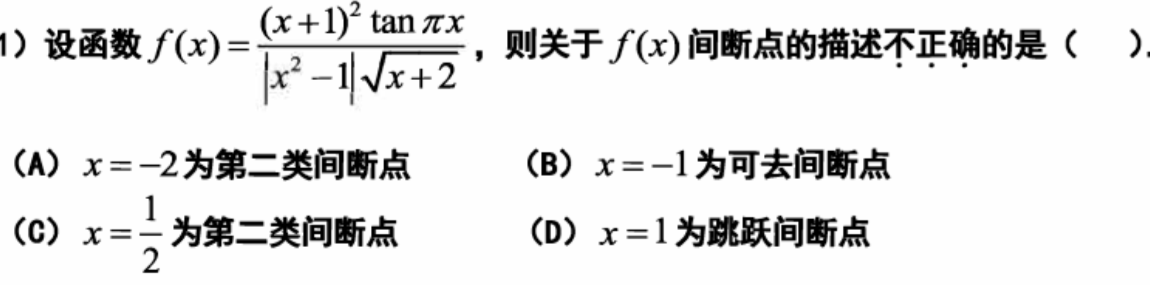 1）设函数 f(x)=\frac{(x+1)^2 \tan \pi x}{|x^2-1|\sqrt{x+2}}，则关于 f(x) 间断点的描述不正确的是（　）.
（A） x=-2为第二类间断点　（B） x=-1为可去间断点
（C） x=\frac{1}{2} 为第二类间断点　（D） x=1为跳跃间断点